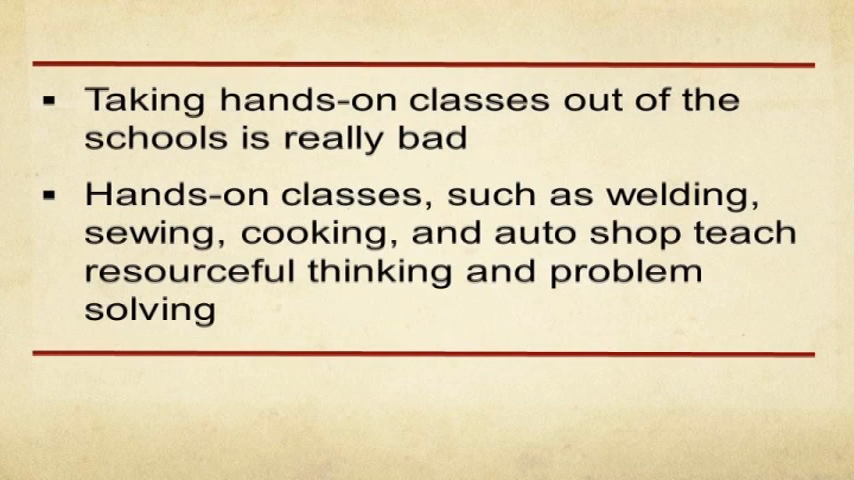 ▪ Taking hands-on classes out of the
schools is really bad
▪ Hands-on classes, such as welding,
sewing, cooking, and auto shop teach
resourceful thinking and problem
solving